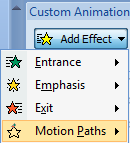 Custom Animation
Add Effect
Entrance
Emphasis
Exit
Motion Paths